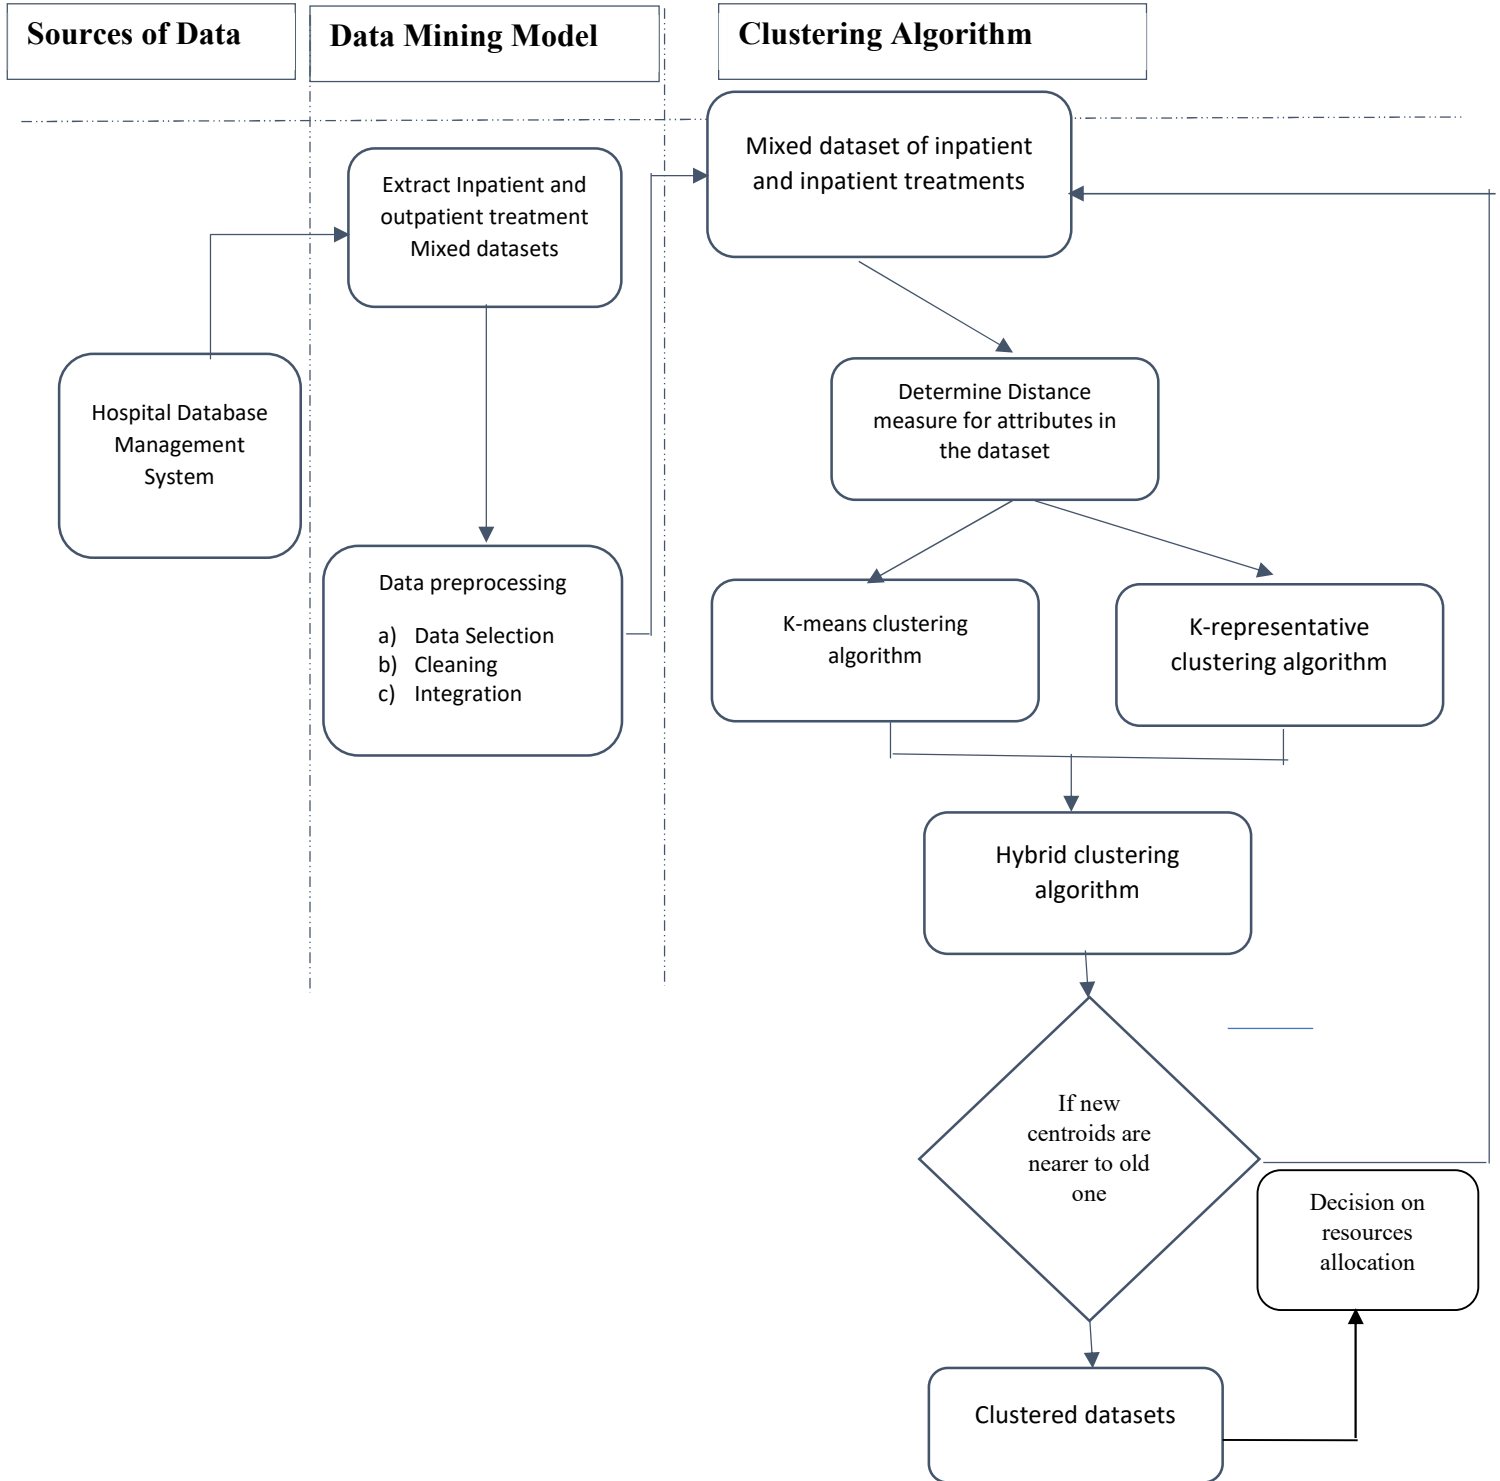 Sources of Data
Data Mining Model
Clustering Algorithm
Mixed dataset of inpatient
and inpatient treatments
Extract Inpatient and
outpatient treatment
Mixed datasets
Hospital Database
Management
System
Determine Distance
measure for attributes in
the dataset
Data preprocessing
a) Data Selection
b) Cleaning
c) Integration
K-means clustering
algorithm
K-representative
clustering algorithm
Hybrid clustering
algorithm
If new
centroids are
nearer to old
one
Decision on
resources
allocation
Clustered datasets